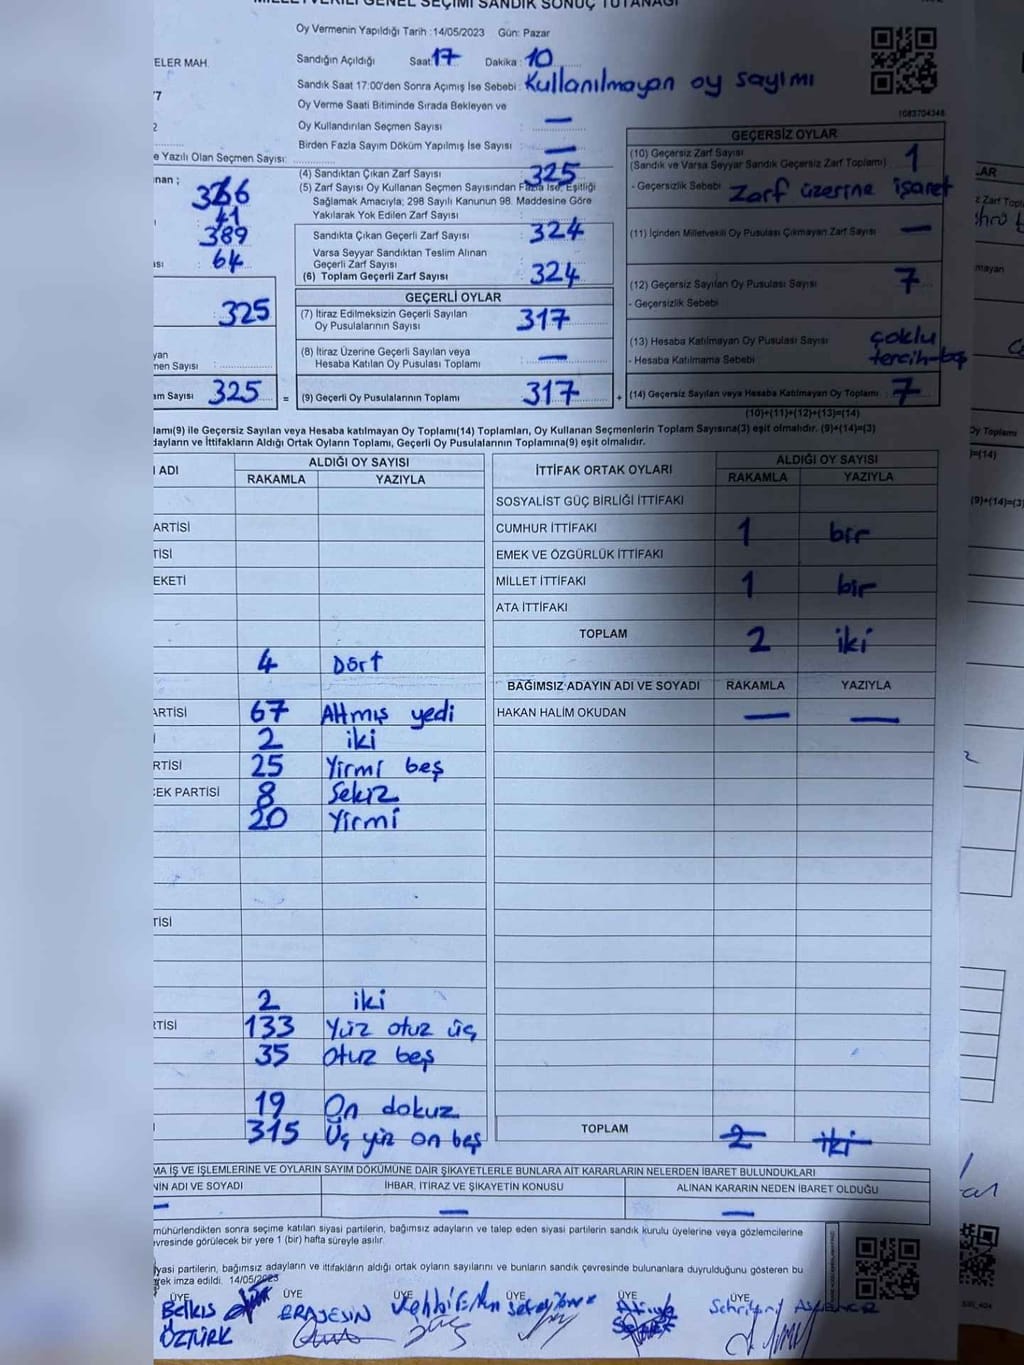 MİLLETVEKİLİ GENEL SEÇİMİ SANDIK SONUÇ TUTANAĞI
Oy Vermenin Yapıldığı Tarih :14/05/2023 Gün: Pazar
ELER MAH.
Sandığın Açıldığı Saat: 17 Dakika : 10
Sandık Saat 17:00'den Sonra Açımış İse Sebebi : Kullanılmayan oy sayımı
Oy Verme Saati Bitiminde Sırada Bekleyen ve
Oy Kullandırılan Seçmen Sayısı : —
Birden Fazla Sayım Döküm Yapılmış İse Sayısı : —
1083704348
e Yazılı Olan Seçmen Sayısı:
nan ;
366
41
389
sı : 64
325
yan
men Sayısı :
am Sayısı 325 =
(4) Sandıktan Çıkan Zarf Sayısı : 325
(5) Zarf Sayısı Oy Kullanan Seçmen Sayısından Fazla İse, Eşitliği
Sağlamak Amacıyla; 298 Sayılı Kanunun 98. Maddesine Göre
Yakılarak Yok Edilen Zarf Sayısı :
Sandıkta Çıkan Geçerli Zarf Sayısı : 324
Varsa Seyyar Sandıktan Teslim Alınan
Geçerli Zarf Sayısı
(6) Toplam Geçerli Zarf Sayısı : 324
GEÇERLİ OYLAR
(7) İtiraz Edilmeksizin Geçerli Sayılan
Oy Pusulalarının Sayısı 317
(8) İtiraz Üzerine Geçerli Sayılan veya
Hesaba Katılan Oy Pusulası Toplamı —
(9) Geçerli Oy Pusulalarının Toplamı 317 +
GEÇERSİZ OYLAR
(10) Geçersiz Zarf Sayısı
(Sandık ve Varsa Seyyar Sandık Geçersiz Zarf Toplamı) : 1
- Geçersizlik Sebebi : Zarf üzerine işaret
(11) İçinden Milletvekili Oy Pusulası Çıkmayan Zarf Sayısı : —
(12) Geçersiz Sayılan Oy Pusulası Sayısı : 7
- Geçersizlik Sebebi
(13) Hesaba Katılmayan Oy Pusulası Sayısı : çoklu
- Hesaba Katılmama Sebebi : tercih-boş
(14) Geçersiz Sayılan veya Hesaba Katılmayan Oy Toplamı : 7
(10)+(11)+(12)+(13)=(14)
lamı(9) ile Geçersiz Sayılan veya Hesaba katılmayan Oy Toplamı(14) Toplamları, Oy Kullanan Seçmenlerin Toplam Sayısına(3) eşit olmalıdır. (9)+(14)=(3)
dayların ve İttifakların Aldığı Ortak Oyların Toplamı, Geçerli Oy Pusulalarının Toplamına(9) eşit olmalıdır.
ADI ALDIĞI OY SAYISI
RAKAMLA YAZIYLA
ARTİSİ
TİSİ
EKETİ
4 Dört
ARTİSİ 67 Altmış yedi
İ 2 iki
RTİSİ 25 Yirmi beş
EK PARTİSİ 8 Sekiz
20 Yirmi
TİSİ
2 iki
RTİSİ 133 Yüz otuz üç
35 Otuz beş
19 On dokuz
315 Üç yüz on beş
İTTİFAK ORTAK OYLARI ALDIĞI OY SAYISI
RAKAMLA YAZIYLA
SOSYALİST GÜÇ BİRLİĞİ İTTİFAKI
CUMHUR İTTİFAKI 1 bir
EMEK VE ÖZGÜRLÜK İTTİFAKI
MİLLET İTTİFAKI 1 bir
ATA İTTİFAKI
TOPLAM 2 iki
BAĞIMSIZ ADAYIN ADI VE SOYADI RAKAMLA YAZIYLA
HAKAN HALİM OKUDAN — —
TOPLAM 2 iki
MA İŞ VE İŞLEMLERİNE VE OYLARIN SAYIM DÖKÜMÜNE DAİR ŞİKAYETLERLE BUNLARA AİT KARARLARIN NELERDEN İBARET BULUNDUKLARI
NIN ADI VE SOYADI İHBAR, İTİRAZ VE ŞİKAYETİN KONUSU ALINAN KARARIN NEDEN İBARET OLDUĞU
— — —
mühürlendikten sonra seçime katılan siyasi partilerin, bağımsız adayların ve talep eden siyasi partilerin sandık kurulu üyelerine veya gözlemcilerine
vresinde görülecek bir yere 1 (bir) hafta süreyle asılır.
iyasi partilerin, bağımsız adayların ve ittifakların aldığı ortak oyların sayılarını ve bunların sandık çevresinde bulunanlara duyrulduğunu gösteren bu
rek imza edildi. 14/05/2023
ÜYE ÜYE ÜYE ÜYE ÜYE ÜYE
Belkıs
ÖZTÜRK